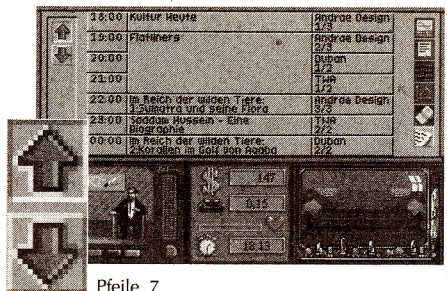 18:00 Kultur Heute Andrae Design
1/3
19:00 Flatliners Andrae Design
2/3
20:00 Duban
1/2
21:00 TWA
1/2
22:00 Im Reich der wilden Tiere: Andrae Design
1:Sumatra und seine Flora 3/3
23:00 Saddam Hussein - Eine TWA
Biographie 2/2
00:00 Im Reich der wilden Tiere: Duban
2:Korallen im Golf von Aqaba 2/2
147
0.15
18:13
Pfeile 7